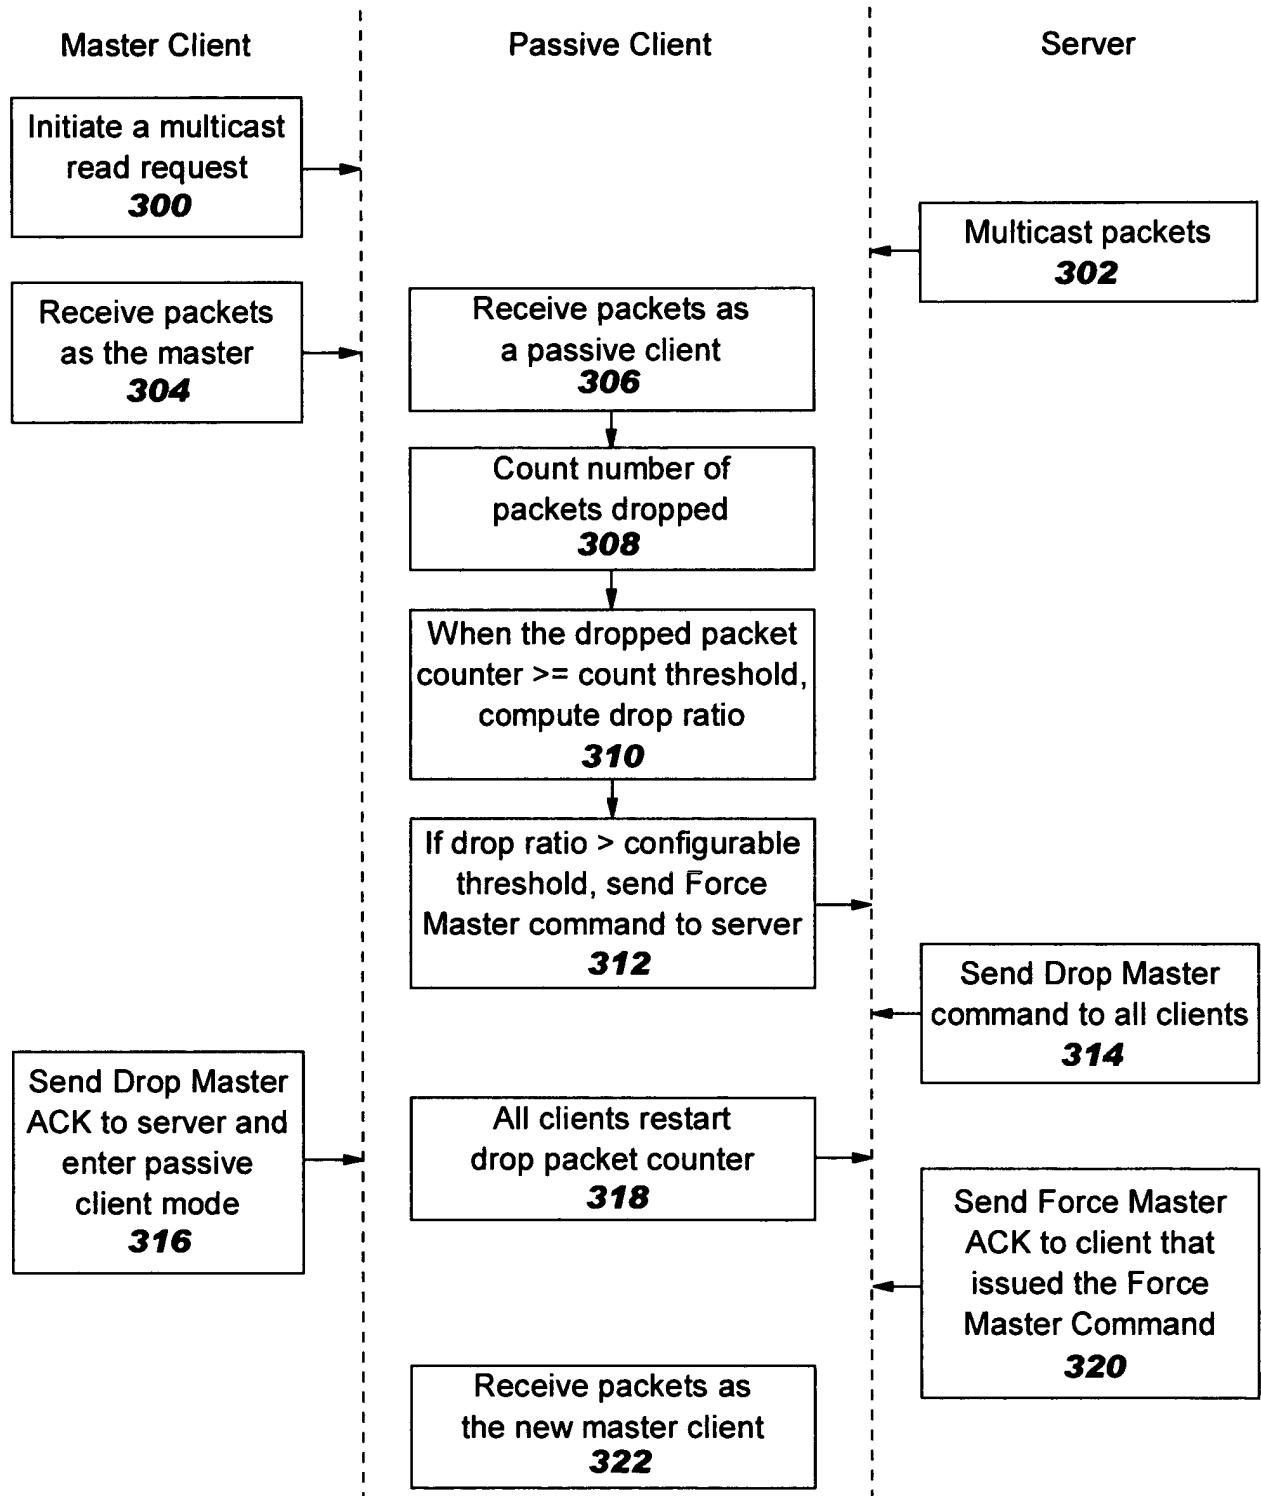 Master Client
Passive Client
Server
Initiate a multicast
read request
300
Multicast packets
302
Receive packets
as the master
304
Receive packets as
a passive client
306
Count number of
packets dropped
308
When the dropped packet
counter >= count threshold,
compute drop ratio
310
If drop ratio > configurable
threshold, send Force
Master command to server
312
Send Drop Master
command to all clients
314
Send Drop Master
ACK to server and
enter passive
client mode
316
All clients restart
drop packet counter
318
Send Force Master
ACK to client that
issued the Force
Master Command
320
Receive packets as
the new master client
322